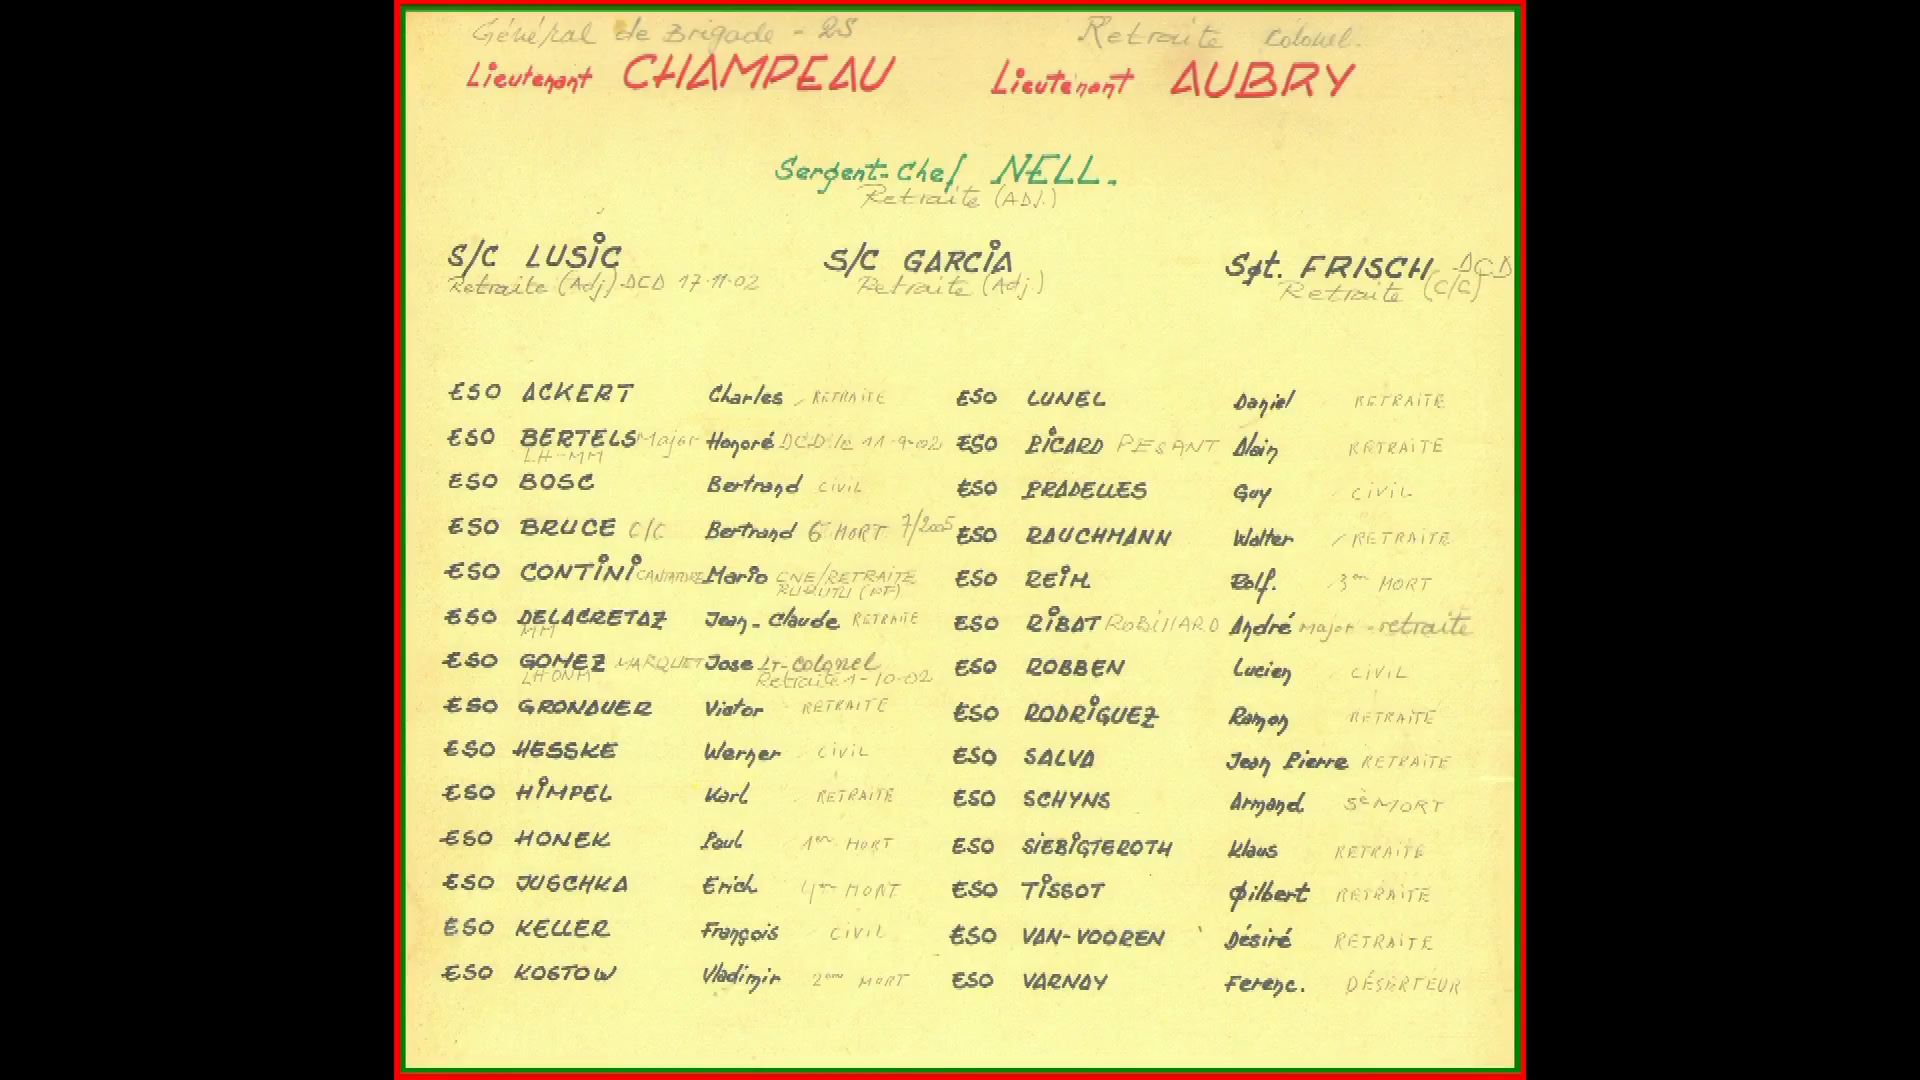 Général de Brigade - 2S Retraite Colonel.
Lieutenant CHAMPEAU Lieutenant AUBRY
Sergent-Chef NELL.
Retraite (ADJ.)
S/C LUSIC S/C GARCIA Sgt. FRISCH DCD
Retraite (Adj) DCD 17-11-02 Retraite (Adj.) Retraite (C/C)
ESO ACKERT Charles RETRAITE ESO LUNEL Daniel RETRAITE
ESO BERTELS Major Honoré DCD le 11-9-02 ESO PICARD PESANT Alain RETRAITE
LH-MM
ESO BOSC Bertrand CIVIL ESO PRADELLES Guy CIVIL
ESO BRUCE C/C Bertrand 6 MORT 7/2005 ESO RAUCHMANN Walter RETRAITE
ESO CONTINI Mario CNE/RETRAITE ESO REIM Rolf. 3eme MORT
ESO DELACRETAZ Jean-Claude RETRAITE ESO RIBAT ROBILLARD André Major - retraite
MM
ESO GOMEZ MARQUET Jose Lt-Colonel ESO ROBBEN Lucien CIVIL
LH-ONM Retraite 1-10-02
ESO GRONAUER Victor RETRAITE ESO RODRIGUEZ Ramon RETRAITE
ESO HESSKE Werner CIVIL ESO SALVA Jean Pierre RETRAITE
ESO HIMPEL Karl RETRAITE ESO SCHYNS Armand 5è MORT
ESO HONEK Paul 1er MORT ESO SIEBIGTEROTH Klaus RETRAITE
ESO JUSCHKA Erich MORT ESO TISSOT Gilbert RETRAITE
ESO KELLER François CIVIL ESO VAN-VOOREN Désiré RETRAITE
ESO KOSTOW Vladimir 2eme MORT ESO VARNAY Ferenc. DÉSERTEUR